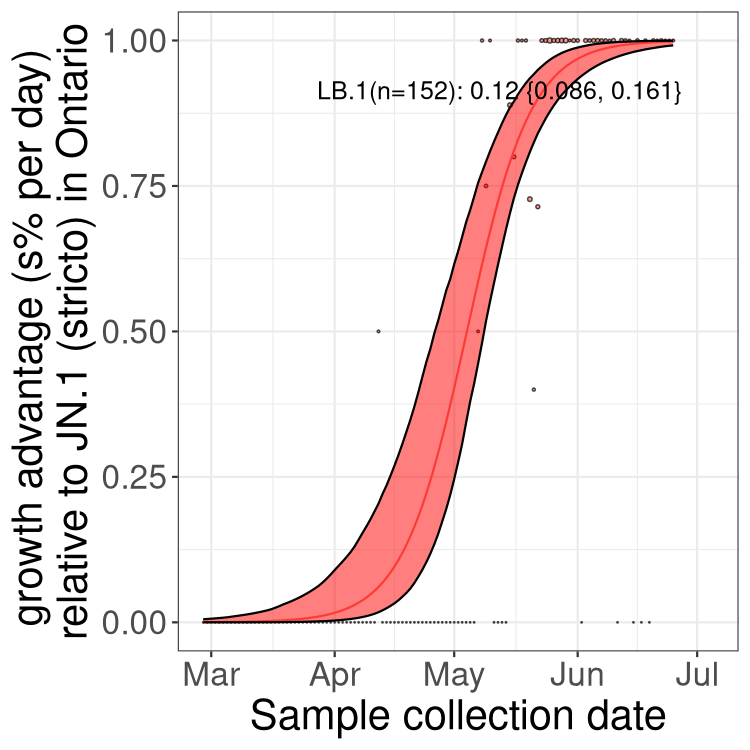 growth advantage (s% per day)
relative to JN.1 (stricto) in Ontario
1.00
0.75
0.50
0.25
0.00
LB.1(n=152): 0.12 {0.086, 0.161}
Mar Apr May Jun Jul
Sample collection date